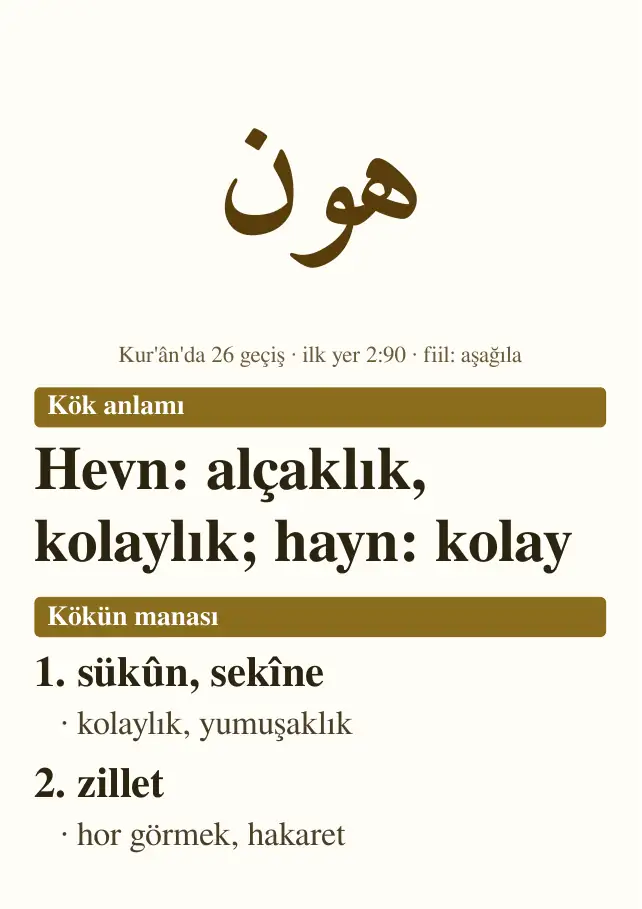 هون
Kur'ân'da 26 geçiş · ilk yer 2:90 · fiil: aşağıla
Kök anlamı
Hevn: alçaklık,
kolaylık; hayn: kolay
Kökün manası
1. sükûn, sekîne
· kolaylık, yumuşaklık
2. zillet
· hor görmek, hakaret